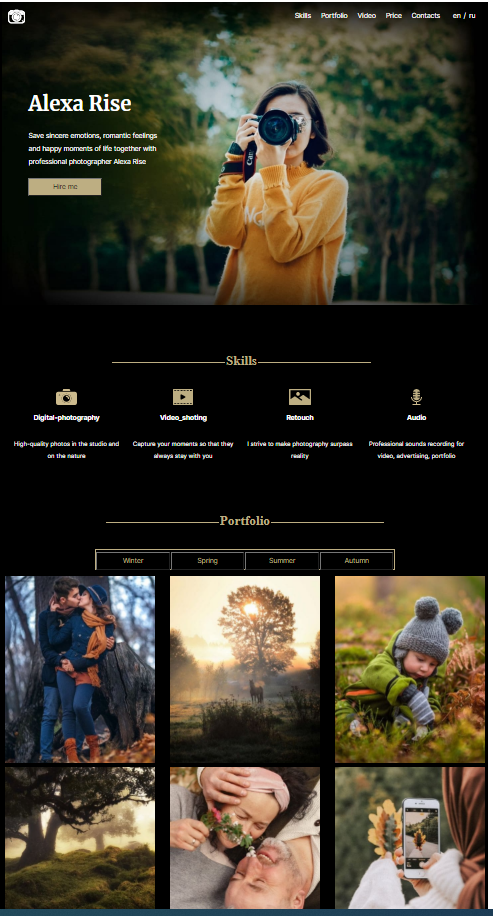 Skills Portfolio Video Price Contacts en / ru
Alexa Rise
Save sincere emotions, romantic feelings
and happy moments of life together with
professional photographer Alexa Rise
Hire me
Skills
Digital-photography
High-quality photos in the studio and
on the nature
Video_shoting
Capture your moments so that they
always stay with you
Retouch
I strive to make photography surpass
reality
Audio
Professional sounds recording for
video, advertising, portfolio
Portfolio
Winter Spring Summer Autumn